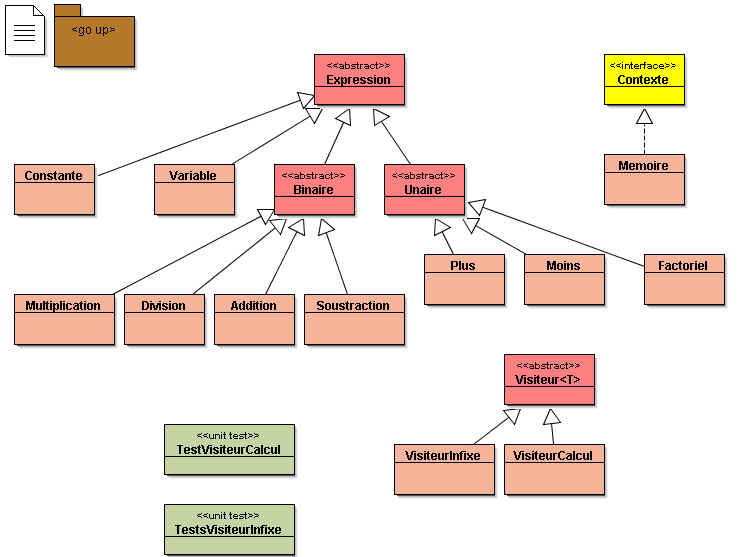 <go up>
<<abstract>>
Expression
<<interface>>
Contexte
Constante
Variable
<<abstract>>
Binaire
<<abstract>>
Unaire
Memoire
Plus
Moins
Factoriel
Multiplication
Division
Addition
Soustraction
<<abstract>>
Visiteur<T>
<<unit test>>
TestVisiteurCalcul
VisiteurInfixe
VisiteurCalcul
<<unit test>>
TestsVisiteurInfixe